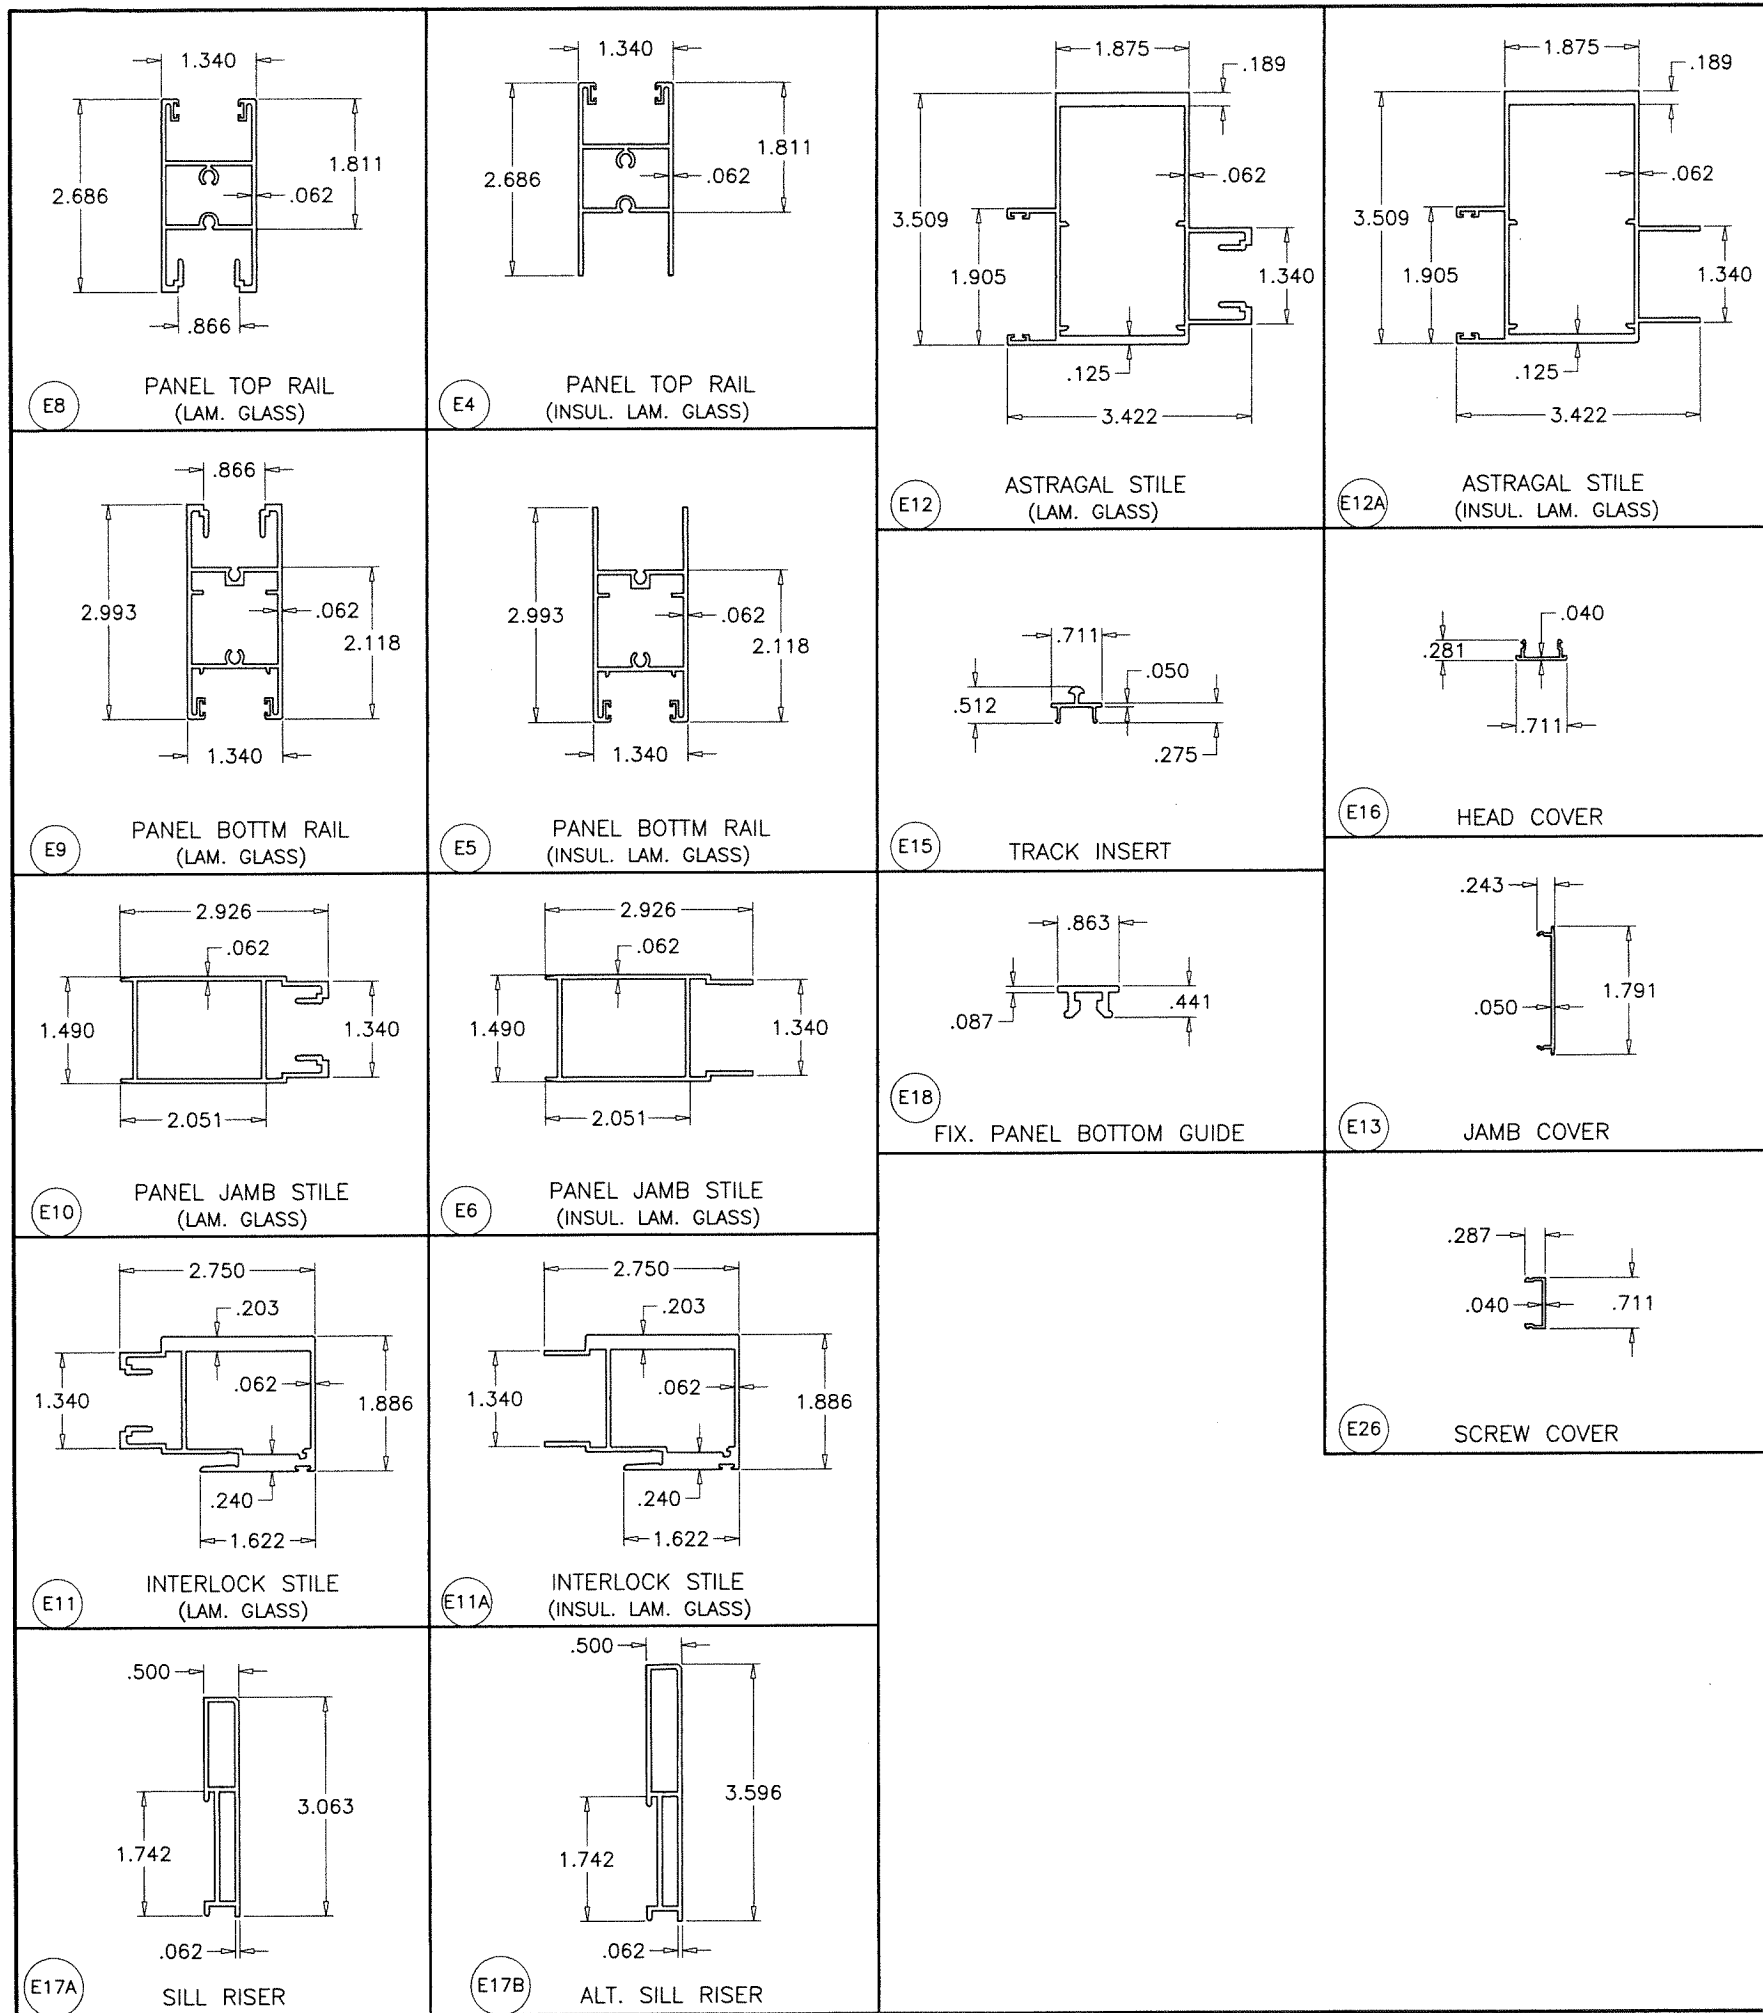 1.340
2.686
1.811
.062
.866
E8
PANEL TOP RAIL
(LAM. GLASS)
1.340
2.686
1.811
.062
E4
PANEL TOP RAIL
(INSUL. LAM. GLASS)
1.875
.189
.062
3.509
1.905
1.340
.125
3.422
E12
ASTRAGAL STILE
(LAM. GLASS)
1.875
.189
.062
3.509
1.905
1.340
.125
3.422
E12A
ASTRAGAL STILE
(INSUL. LAM. GLASS)
.866
2.993
.062
2.118
1.340
E9
PANEL BOTTM RAIL
(LAM. GLASS)
2.993
.062
2.118
1.340
E5
PANEL BOTTM RAIL
(INSUL. LAM. GLASS)
.711
.050
.512
.275
E15
TRACK INSERT
.040
.281
.711
E16
HEAD COVER
2.926
.062
1.490
1.340
2.051
E10
PANEL JAMB STILE
(LAM. GLASS)
2.926
.062
1.490
1.340
2.051
E6
PANEL JAMB STILE
(INSUL. LAM. GLASS)
.863
.441
.087
E18
FIX. PANEL BOTTOM GUIDE
.243
.050
1.791
E13
JAMB COVER
2.750
.203
.062
1.340
1.886
.240
1.622
E11
INTERLOCK STILE
(LAM. GLASS)
2.750
.203
.062
1.340
1.886
.240
1.622
E11A
INTERLOCK STILE
(INSUL. LAM. GLASS)
.287
.040
.711
E26
SCREW COVER
.500
3.063
1.742
.062
E17A
SILL RISER
.500
3.596
1.742
.062
E17B
ALT. SILL RISER